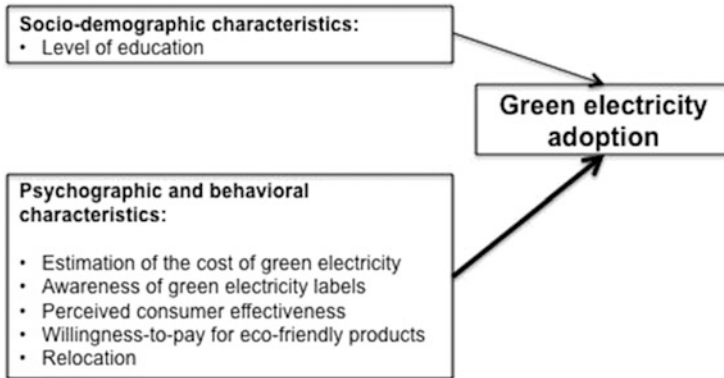 Socio-demographic characteristics:
• Level of education
Green electricity
adoption
Psychographic and behavioral
characteristics:
• Estimation of the cost of green electricity
• Awareness of green electricity labels
• Perceived consumer effectiveness
• Willingness-to-pay for eco-friendly products
• Relocation